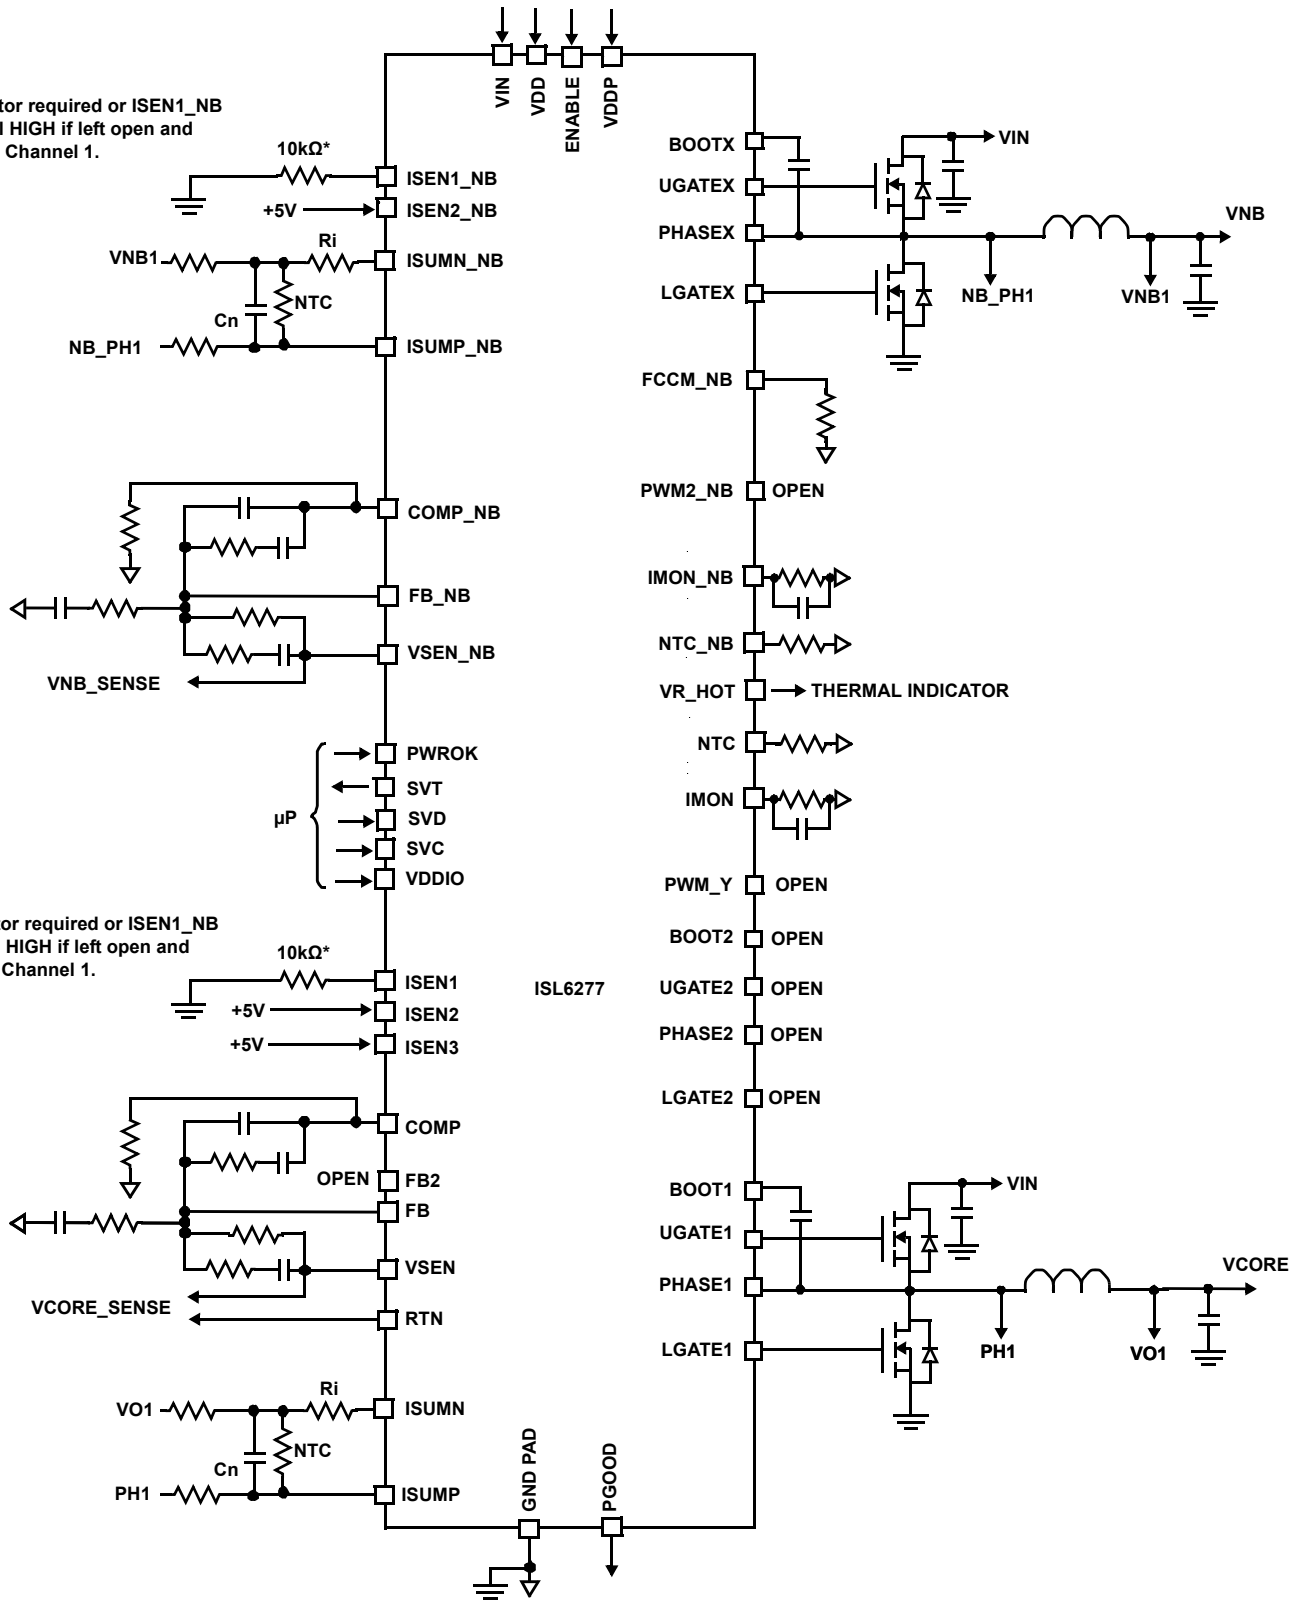 VIN
VDD
ENABLE
VDDP
required or ISEN1_NB
HIGH if left open and
Channel 1.
10kΩ*
ISEN1_NB
+5V
ISEN2_NB
VNB1
Ri
ISUMN_NB
NTC
Cn
NB_PH1
ISUMP_NB
COMP_NB
FB_NB
VSEN_NB
VNB_SENSE
PWROK
SVT
µP
SVD
SVC
VDDIO
required or ISEN1_NB
HIGH if left open and
Channel 1.
10kΩ*
ISEN1
+5V
ISEN2
+5V
ISEN3
COMP
OPEN
FB2
FB
VSEN
VCORE_SENSE
RTN
VO1
Ri
ISUMN
NTC
Cn
PH1
ISUMP
ISL6277
GND PAD
PGOOD
BOOTX
VIN
UGATEX
PHASEX
VNB
LGATEX
NB_PH1
VNB1
FCCM_NB
PWM2_NB
OPEN
IMON_NB
NTC_NB
VR_HOT
THERMAL INDICATOR
NTC
IMON
PWM_Y
OPEN
BOOT2
OPEN
UGATE2
OPEN
PHASE2
OPEN
LGATE2
OPEN
BOOT1
VIN
UGATE1
PHASE1
VCORE
LGATE1
PH1
VO1